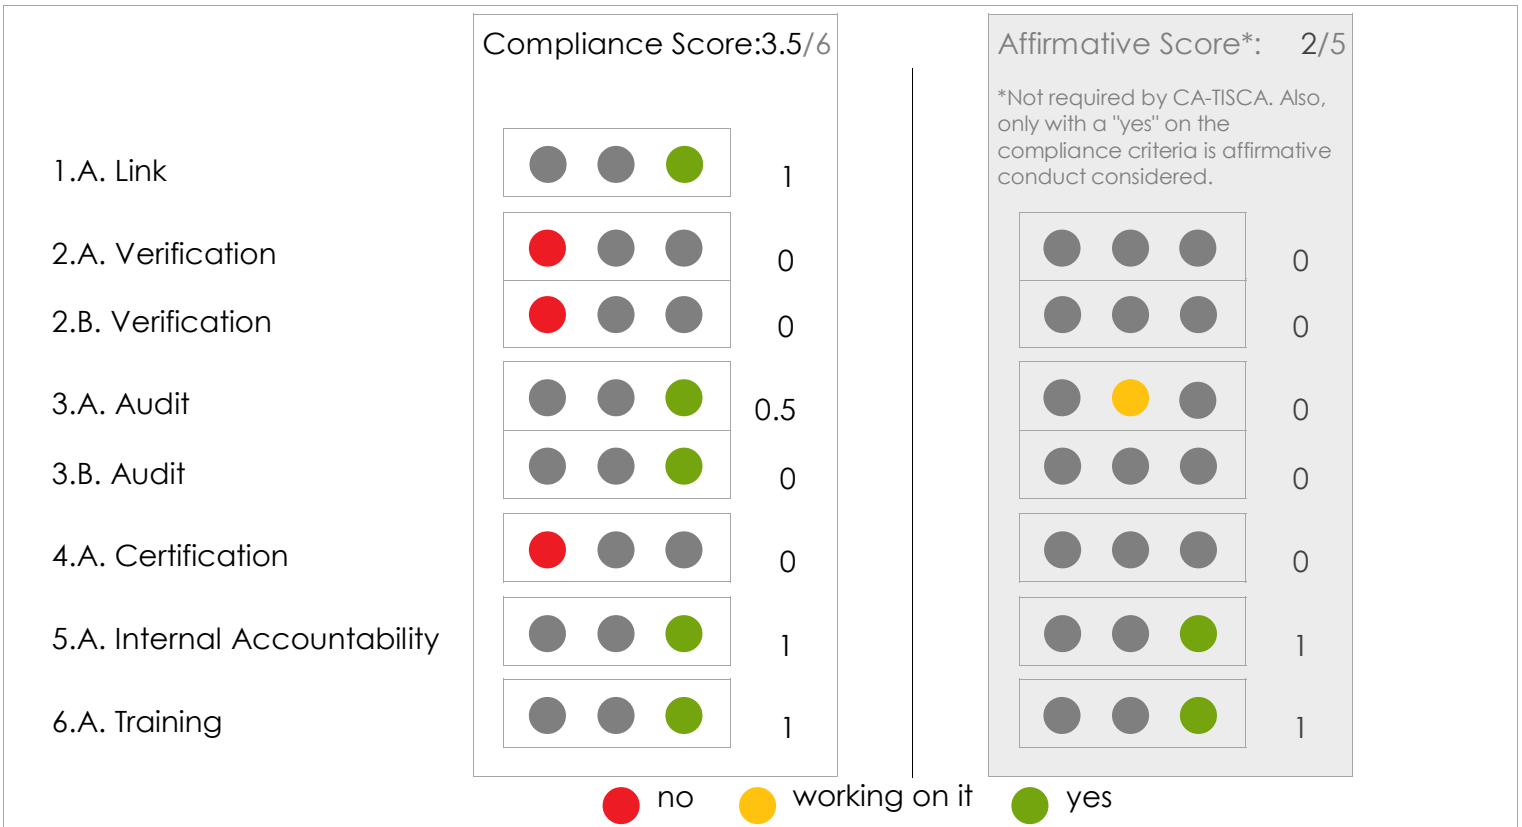 Compliance Score:3.5/6
Affirmative Score*: 2/5
*Not required by CA-TISCA. Also,
only with a "yes" on the
compliance criteria is affirmative
conduct considered.
1.A. Link 1
2.A. Verification 0 0
2.B. Verification 0 0
3.A. Audit 0.5 0
3.B. Audit 0 0
4.A. Certification 0 0
5.A. Internal Accountability 1 1
6.A. Training 1 1
no working on it yes